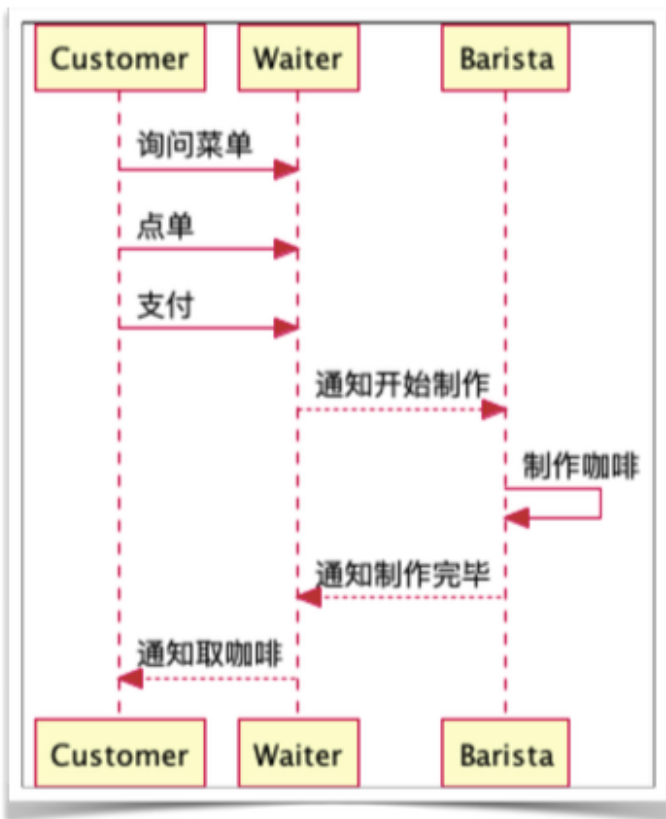 Customer
Waiter
Barista
询问菜单
点单
支付
通知开始制作
制作咖啡
通知制作完毕
通知取咖啡
Customer
Waiter
Barista